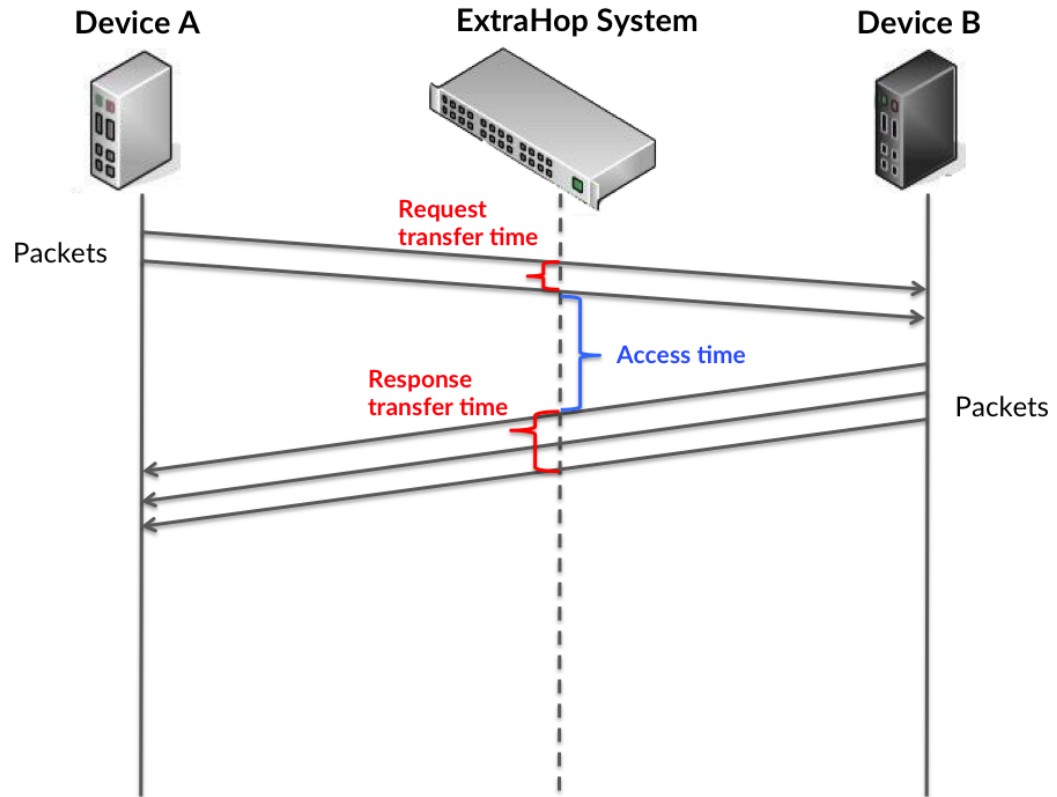 Device A
ExtraHop System
Device B
Request
transfer time
Packets
Access time
Response
transfer time
Packets